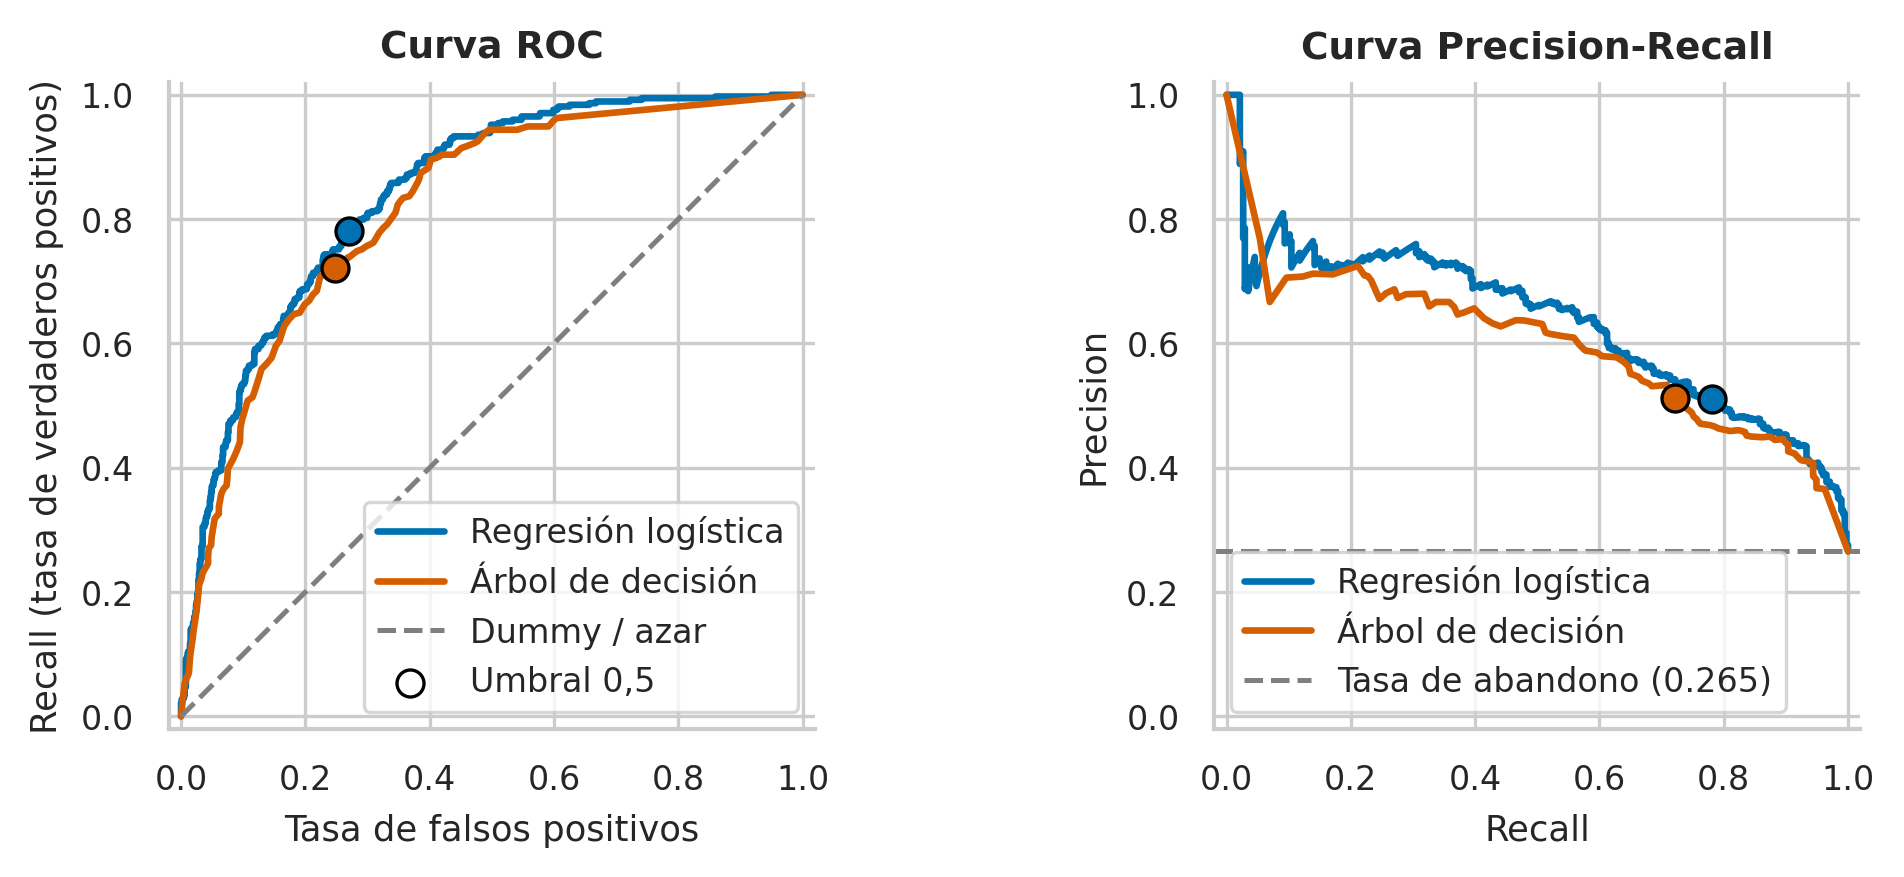 Curva ROC
Recall (tasa de verdaderos positivos)
1.0
0.8
0.6
0.4
0.2
0.0
0.0 0.2 0.4 0.6 0.8 1.0
Tasa de falsos positivos
Regresión logística
Árbol de decisión
Dummy / azar
Umbral 0,5
Curva Precision-Recall
Precision
1.0
0.8
0.6
0.4
0.2
0.0
0.0 0.2 0.4 0.6 0.8 1.0
Recall
Regresión logística
Árbol de decisión
Tasa de abandono (0.265)